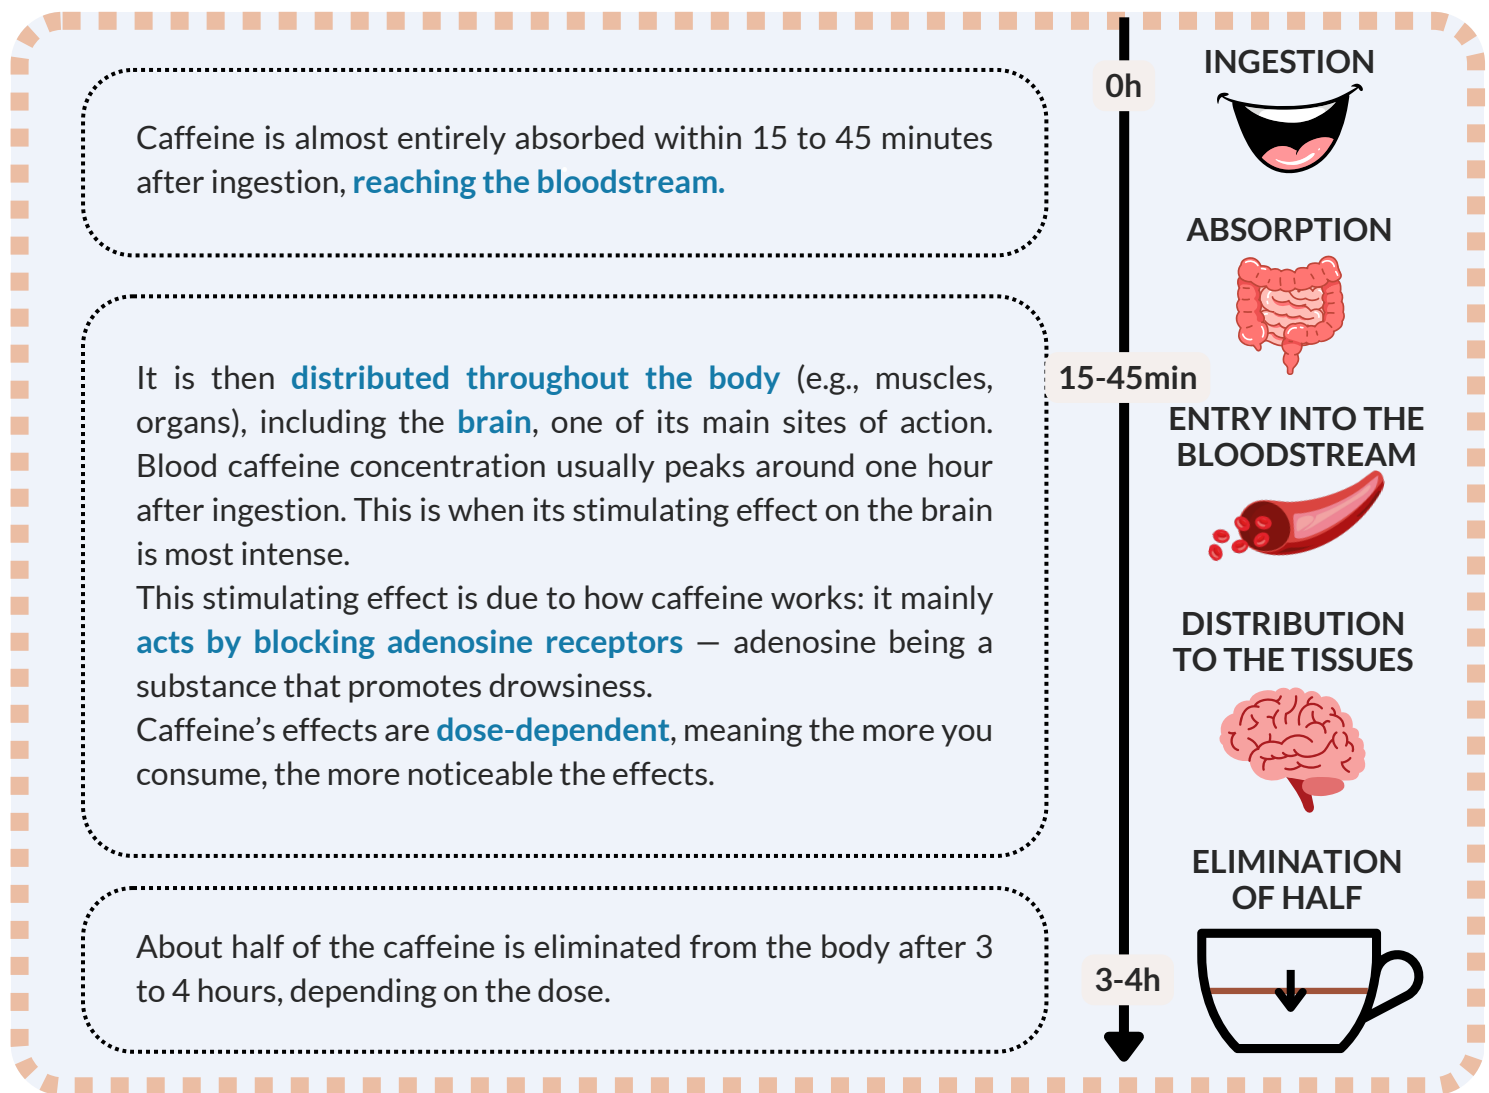 INGESTION
0h
Caffeine is almost entirely absorbed within 15 to 45 minutes
after ingestion, reaching the bloodstream.
ABSORPTION
It is then distributed throughout the body (e.g., muscles,
organs), including the brain, one of its main sites of action.
Blood caffeine concentration usually peaks around one hour
after ingestion. This is when its stimulating effect on the brain
is most intense.
This stimulating effect is due to how caffeine works: it mainly
acts by blocking adenosine receptors — adenosine being a
substance that promotes drowsiness.
Caffeine’s effects are dose-dependent, meaning the more you
consume, the more noticeable the effects.
15-45min
ENTRY INTO THE
BLOODSTREAM
DISTRIBUTION
TO THE TISSUES
ELIMINATION
OF HALF
About half of the caffeine is eliminated from the body after 3
to 4 hours, depending on the dose.
3-4h